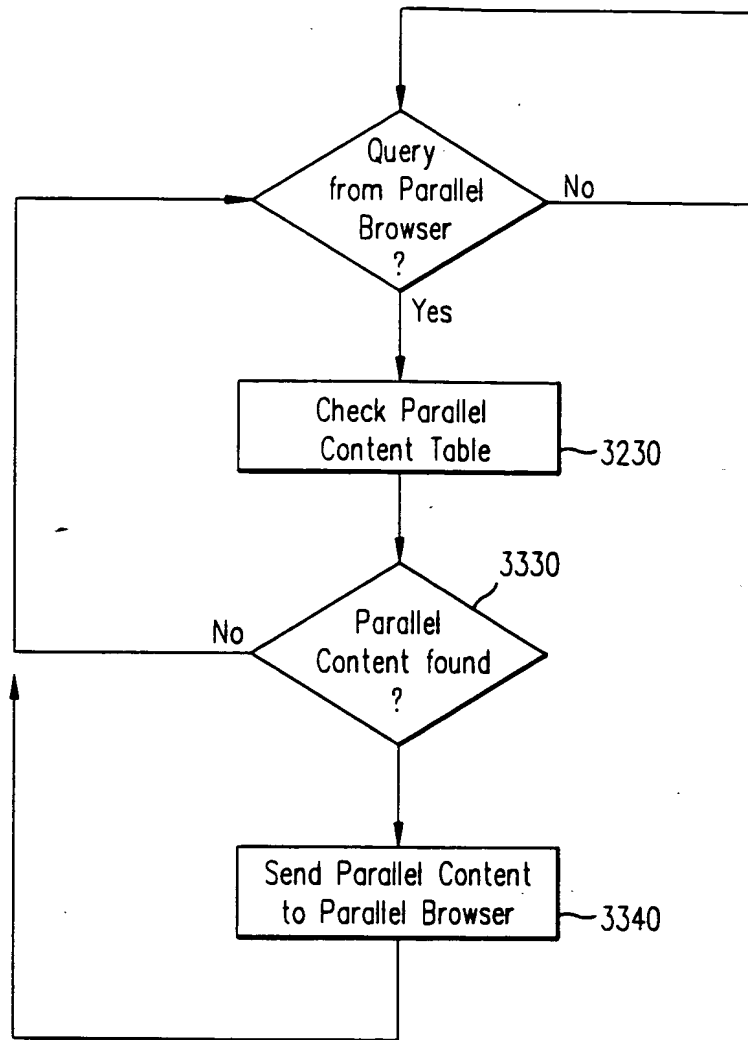 Query
from Parallel
Browser
?
No
Yes
Check Parallel
Content Table
3230
3330
No
Parallel
Content found
?
Send Parallel Content
to Parallel Browser
3340